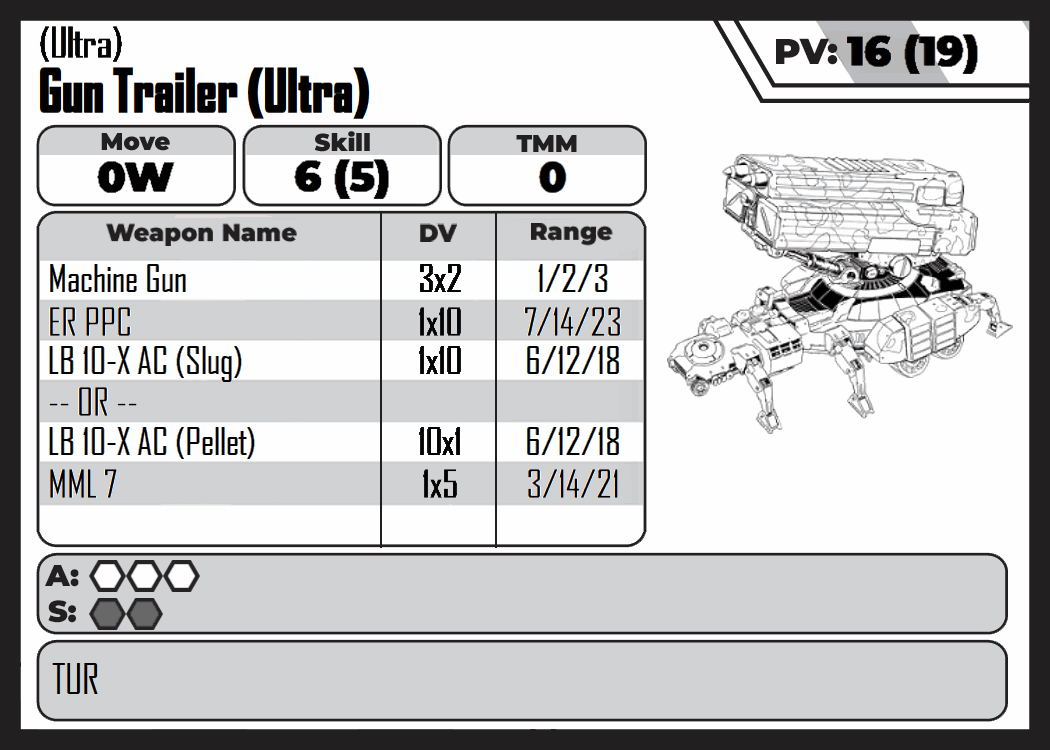 (Ultra)
Gun Trailer (Ultra)
PV: 16 (19)
Move Skill TMM
0W 6 (5) 0
Weapon Name DV Range
Machine Gun 3x2 1/2/3
ER PPC 1x10 7/14/23
LB 10-X AC (Slug) 1x10 6/12/18
-- OR --
LB 10-X AC (Pellet) 10x1 6/12/18
MML 7 1x5 3/14/21
A:
S:
TUR